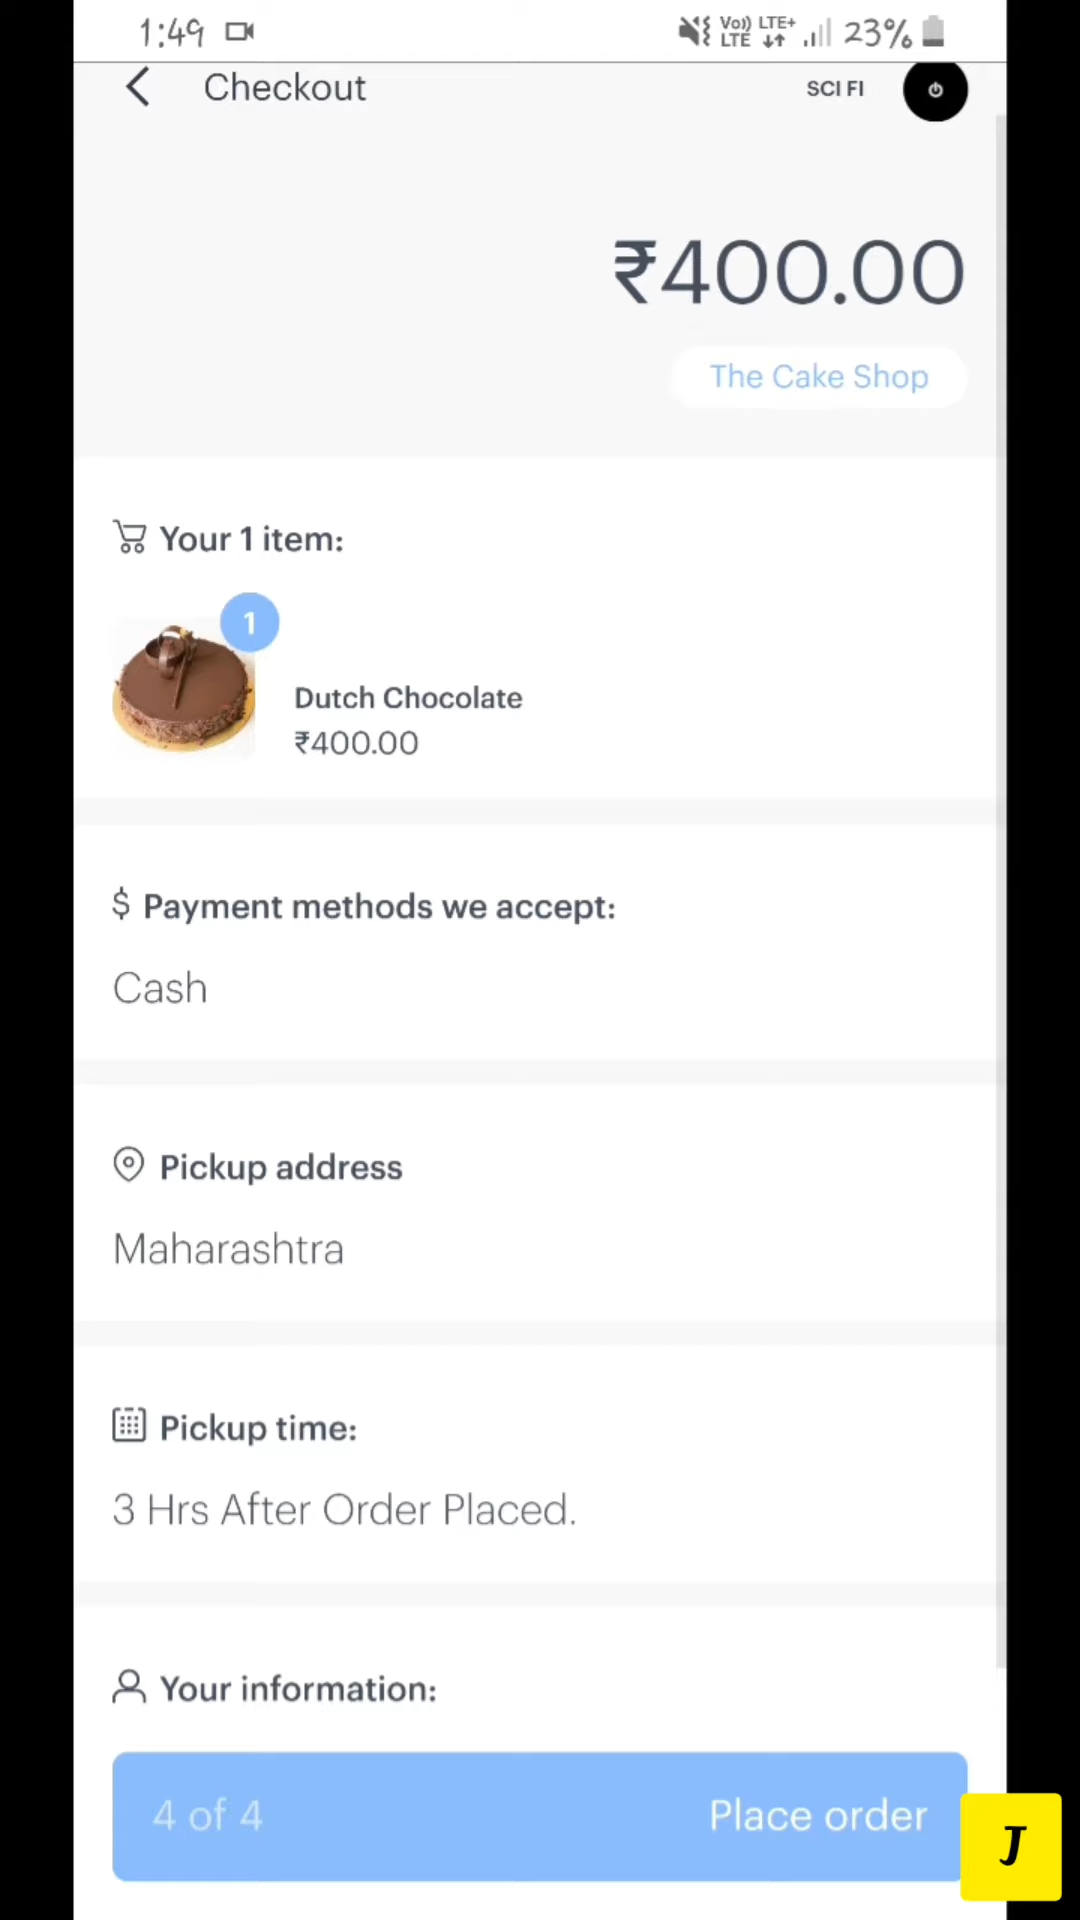 1:49 Vo)) LTE LTE+ 23%
Checkout SCI FI
₹400.00
The Cake Shop
Your 1 item:
1
Dutch Chocolate
₹400.00
$ Payment methods we accept:
Cash
Pickup address
Maharashtra
Pickup time:
3 Hrs After Order Placed.
Your information:
4 of 4 Place order
J